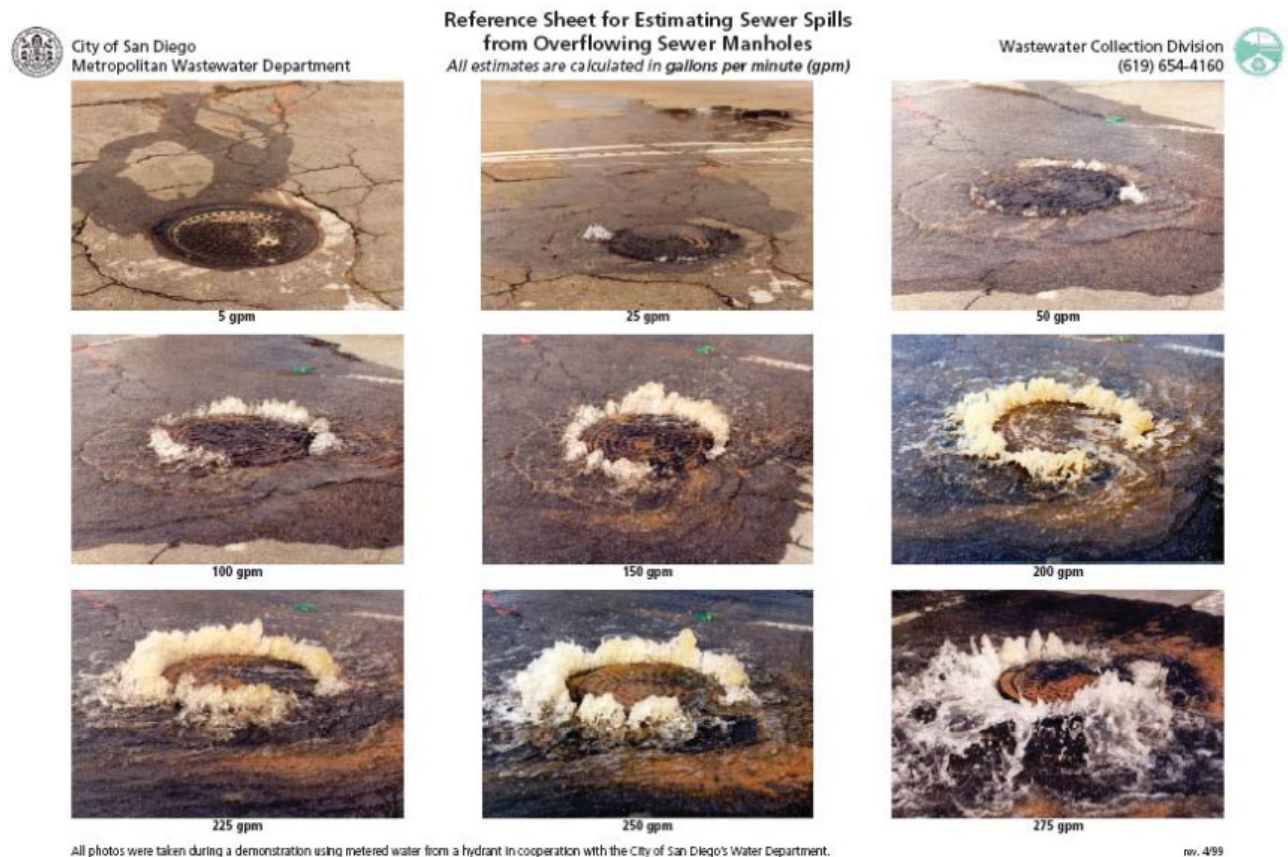 Reference Sheet for Estimating Sewer Spills
from Overflowing Sewer Manholes
All estimates are calculated in gallons per minute (gpm)
City of San Diego
Metropolitan Wastewater Department
Wastewater Collection Division
(619) 654-4160
5 gpm
25 gpm
50 gpm
100 gpm
150 gpm
200 gpm
225 gpm
250 gpm
275 gpm
All photos were taken during a demonstration using metered water from a hydrant in cooperation with the City of San Diego's Water Department.
rev. 4/99